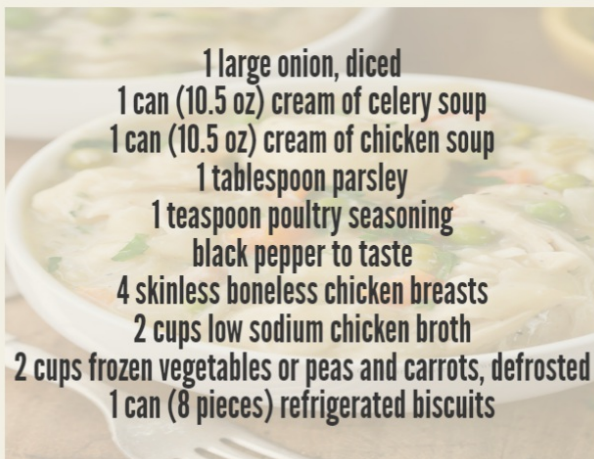 1 large onion, diced
1 can (10.5 oz) cream of celery soup
1 can (10.5 oz) cream of chicken soup
1 tablespoon parsley
1 teaspoon poultry seasoning
black pepper to taste
4 skinless boneless chicken breasts
2 cups low sodium chicken broth
2 cups frozen vegetables or peas and carrots, defrosted
1 can (8 pieces) refrigerated biscuits